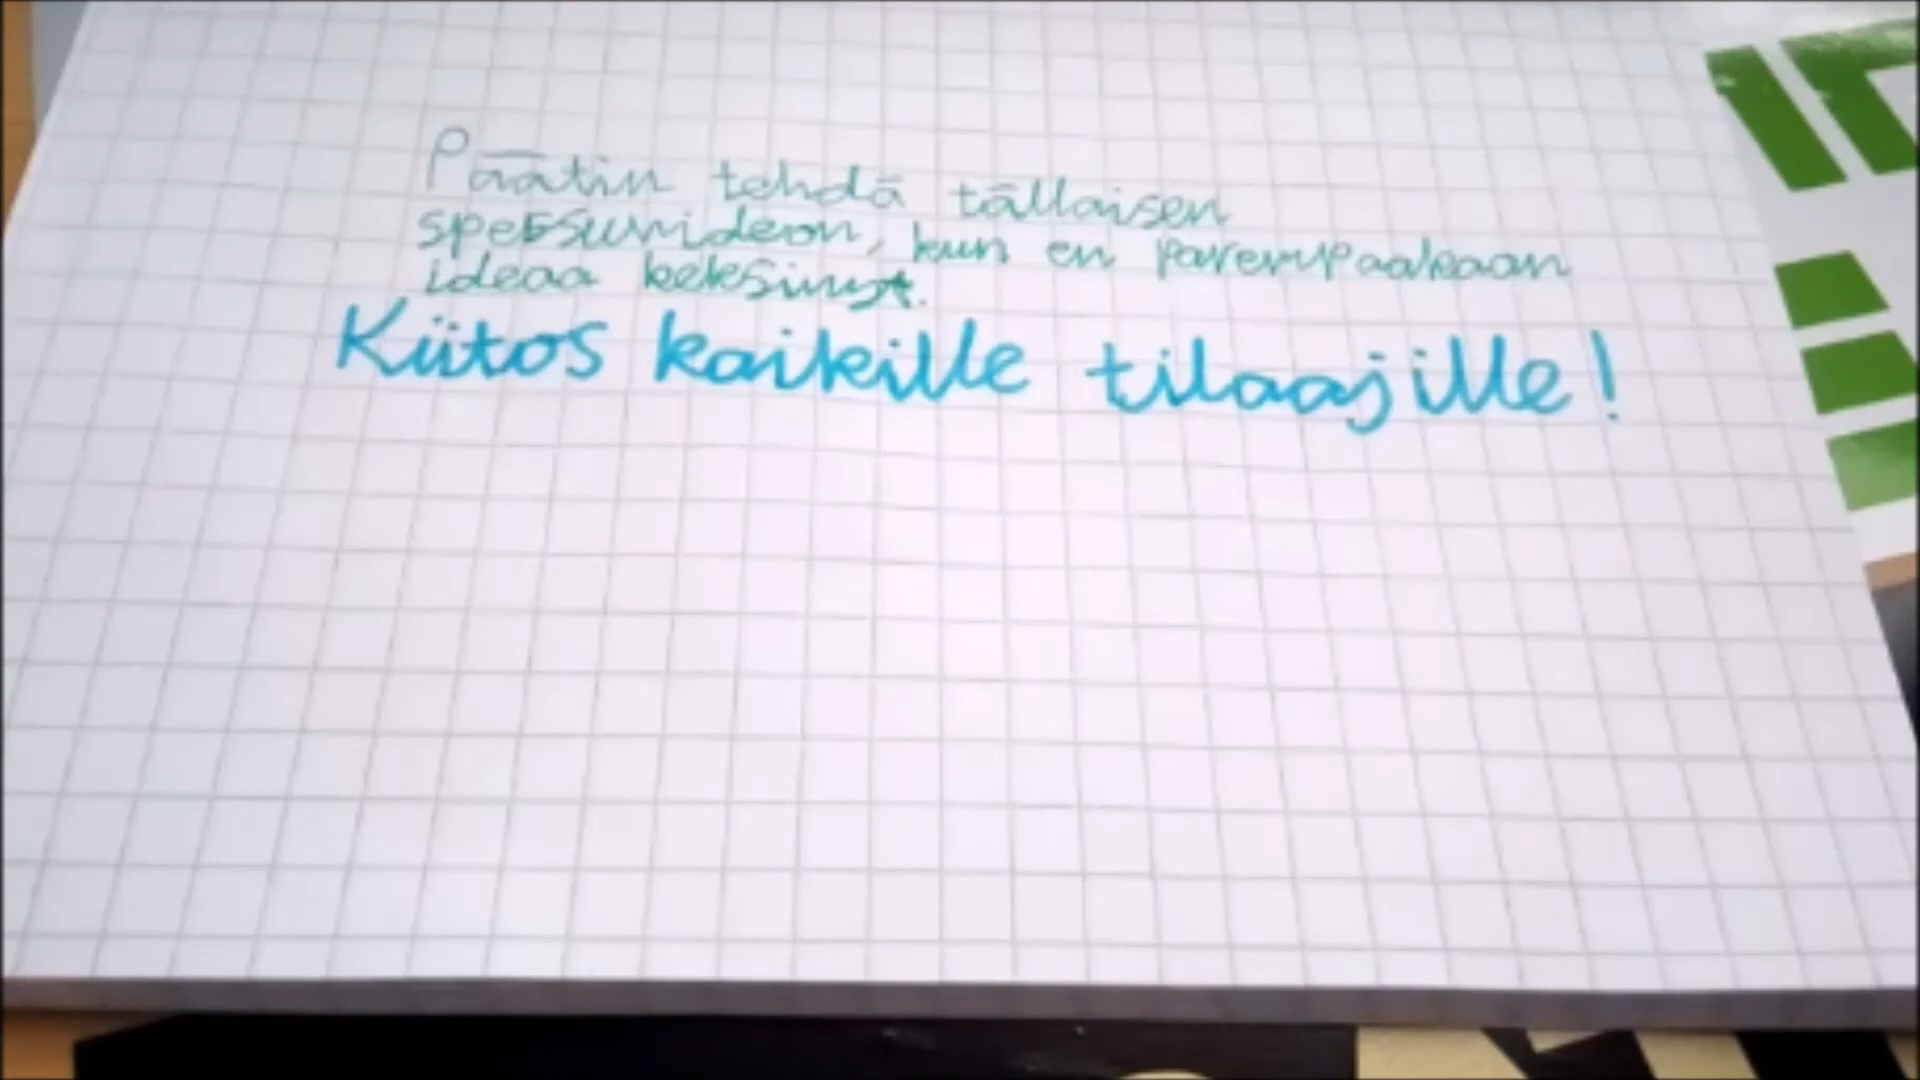 Päätin tehdä tällaisen
spessuvideon, kun en parempaakaan
ideaa keksinyt.
Kiitos kaikille tilaajille!